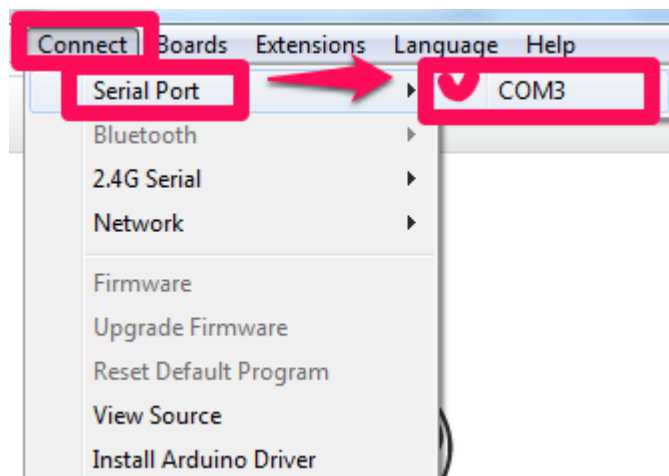 Connect Boards Extensions Language Help
Serial Port COM3
Bluetooth
2.4G Serial
Network
Firmware
Upgrade Firmware
Reset Default Program
View Source
Install Arduino Driver